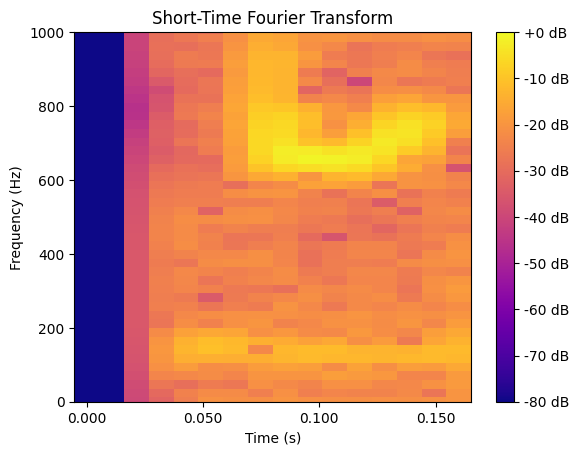 Short-Time Fourier Transform
1000
800
600
400
200
0
Frequency (Hz)
0.000
0.050
0.100
0.150
Time (s)
+0 dB
-10 dB
-20 dB
-30 dB
-40 dB
-50 dB
-60 dB
-70 dB
-80 dB